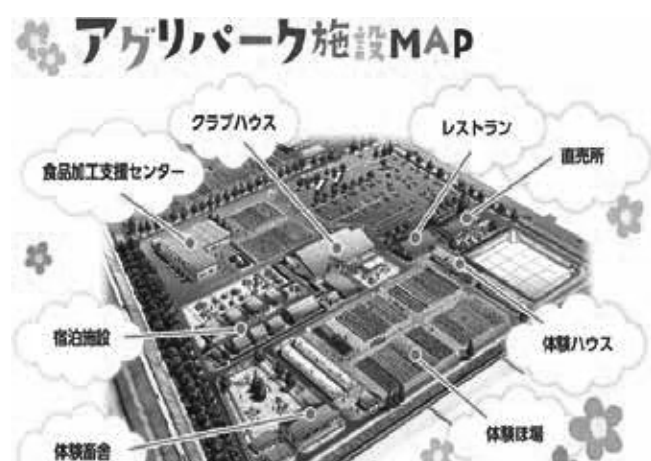 アグリパーク施設MAP
クラブハウス
レストラン
直売所
食品加工支援センター
宿泊施設
体験ハウス
体験ほ場
体験畜舎